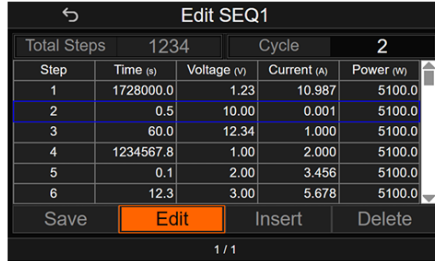 Edit SEQ1
Total Steps 1234 Cycle 2
Step Time (s) Voltage (V) Current (A) Power (W)
1 1728000.0 1.23 10.987 5100.0
2 0.5 10.00 0.001 5100.0
3 60.0 12.34 1.000 5100.0
4 1234567.8 1.00 2.000 5100.0
5 0.1 2.00 3.456 5100.0
6 12.3 3.00 5.678 5100.0
Save Edit Insert Delete
1 / 1